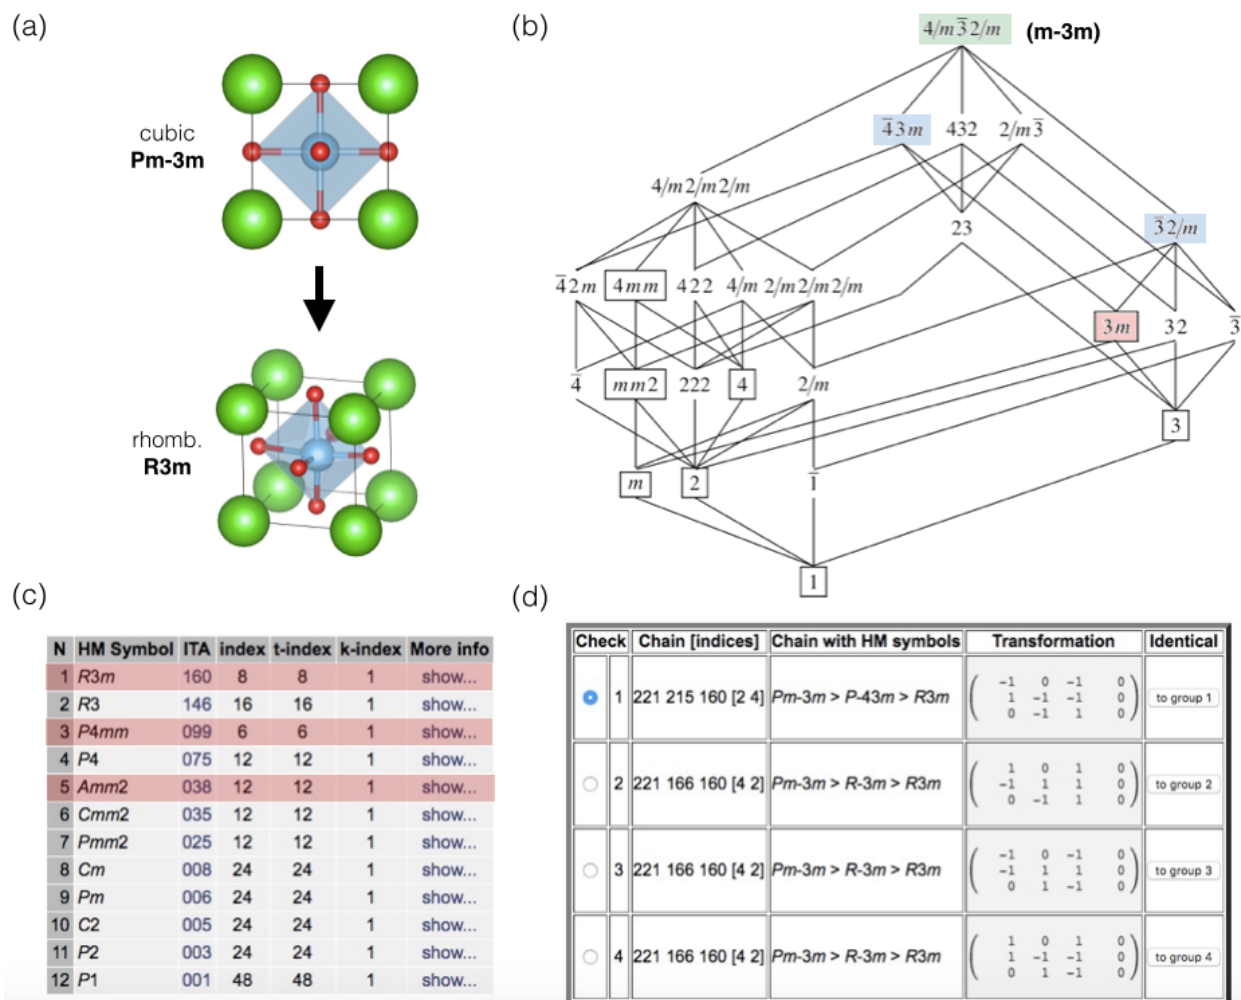 (a)
cubic
Pm-3m
rhomb.
R3m
(b)
4/m3̅2/m (m-3m)
4̅3m 432 2/m3̅
4/m2/m2/m
23
3̅2/m
4̅2m 4mm 422 4/m 2/m2/m2/m
3m 32 3̅
4̅ mm2 222 4 2/m
3
m 2 1̅
1
(c)
N HM Symbol ITA index t-index k-index More info
1 R3m 160 8 8 1 show...
2 R3 146 16 16 1 show...
3 P4mm 099 6 6 1 show...
4 P4 075 12 12 1 show...
5 Amm2 038 12 12 1 show...
6 Cmm2 035 12 12 1 show...
7 Pmm2 025 12 12 1 show...
8 Cm 008 24 24 1 show...
9 Pm 006 24 24 1 show...
10 C2 005 24 24 1 show...
11 P2 003 24 24 1 show...
12 P1 001 48 48 1 show...
(d)
Check Chain [indices] Chain with HM symbols Transformation Identical
-1 0 -1 0
1 221 215 160 [2 4] Pm-3m > P-43m > R3m 1 -1 -1 0 to group 1
0 -1 1 0
1 0 1 0
2 221 166 160 [4 2] Pm-3m > R-3m > R3m -1 1 1 0 to group 2
0 -1 1 0
-1 0 -1 0
3 221 166 160 [4 2] Pm-3m > R-3m > R3m -1 1 1 0 to group 3
0 1 -1 0
1 0 1 0
4 221 166 160 [4 2] Pm-3m > R-3m > R3m 1 -1 -1 0 to group 4
0 1 -1 0